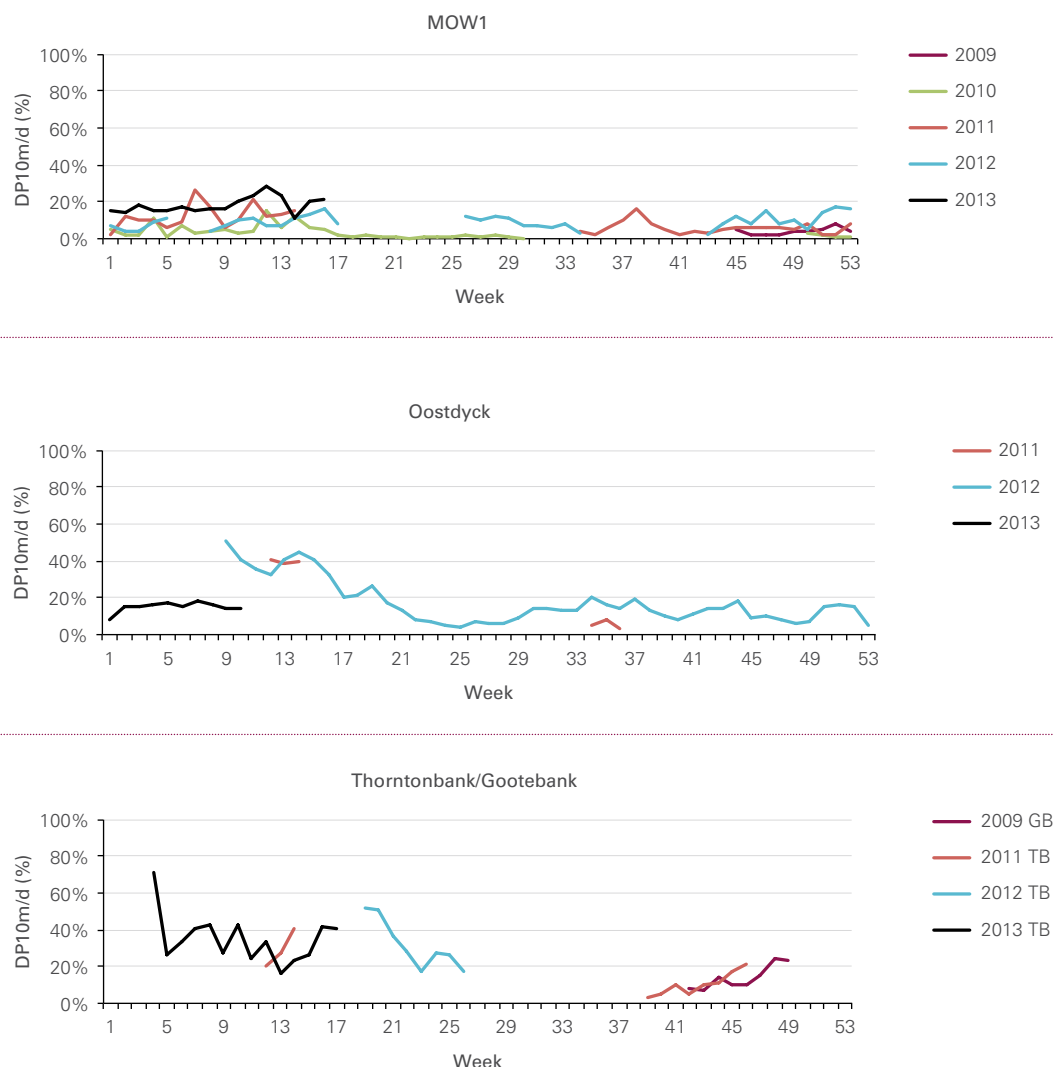 MOW1
100%
80%
60%
40%
20%
0%
DP10m/d (%)
1 5 9 13 17 21 25 29 33 37 41 45 49 53
Week
2009
2010
2011
2012
2013
Oostdyck
100%
80%
60%
40%
20%
0%
DP10m/d (%)
1 5 9 13 17 21 25 29 33 37 41 45 49 53
Week
2011
2012
2013
Thorntonbank/Gootebank
100%
80%
60%
40%
20%
0%
DP10m/d (%)
1 5 9 13 17 21 25 29 33 37 41 45 49 53
Week
2009 GB
2011 TB
2012 TB
2013 TB